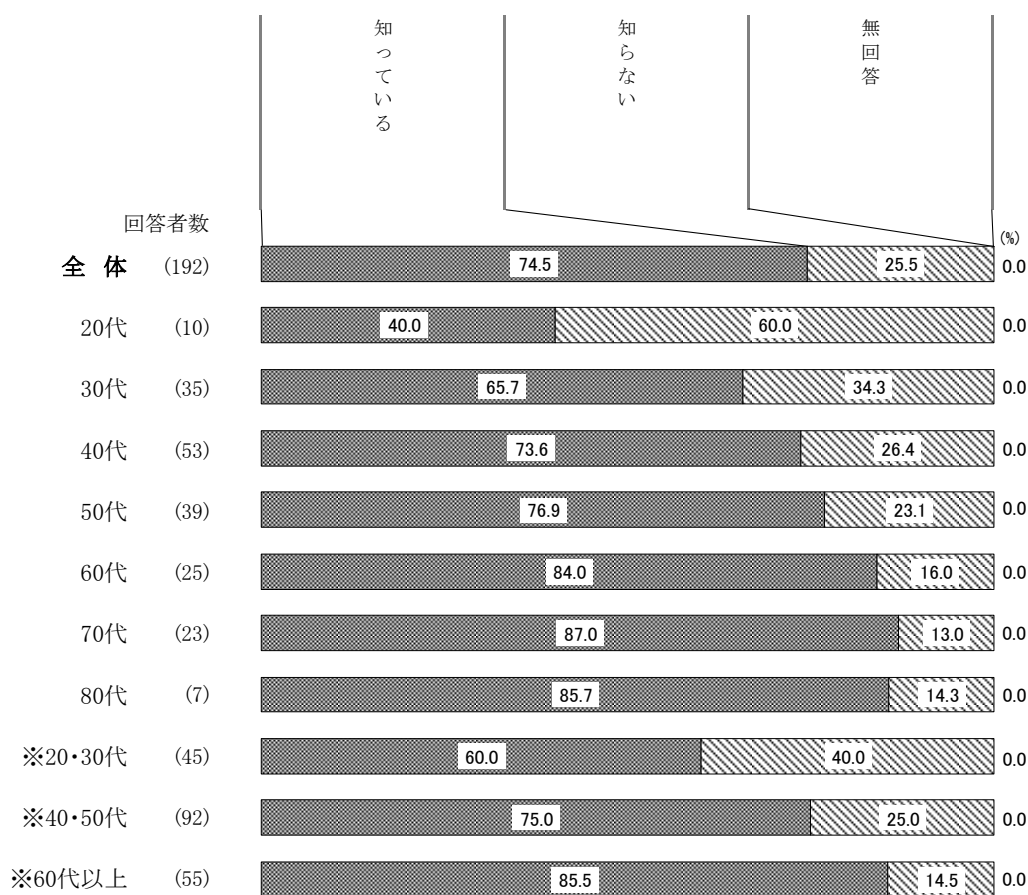 知っている
知らない
無回答
回答者数
(%)
全 体 (192) 74.5 25.5 0.0
20代 (10) 40.0 60.0 0.0
30代 (35) 65.7 34.3 0.0
40代 (53) 73.6 26.4 0.0
50代 (39) 76.9 23.1 0.0
60代 (25) 84.0 16.0 0.0
70代 (23) 87.0 13.0 0.0
80代 (7) 85.7 14.3 0.0
※20・30代 (45) 60.0 40.0 0.0
※40・50代 (92) 75.0 25.0 0.0
※60代以上 (55) 85.5 14.5 0.0